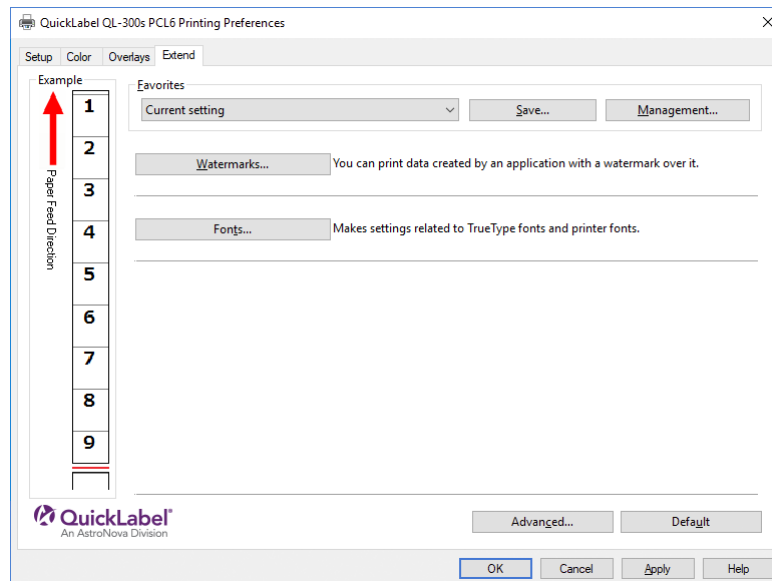 QuickLabel QL-300s PCL6 Printing Preferences
Setup Color Overlays Extend
Example
1
2
3
4
5
6
7
8
9
Paper Feed Direction
Favorites
Current setting Save... Management...
Watermarks... You can print data created by an application with a watermark over it.
Fonts... Makes settings related to TrueType fonts and printer fonts.
QuickLabel®
An AstroNova Division
Advanced... Default
OK Cancel Apply Help